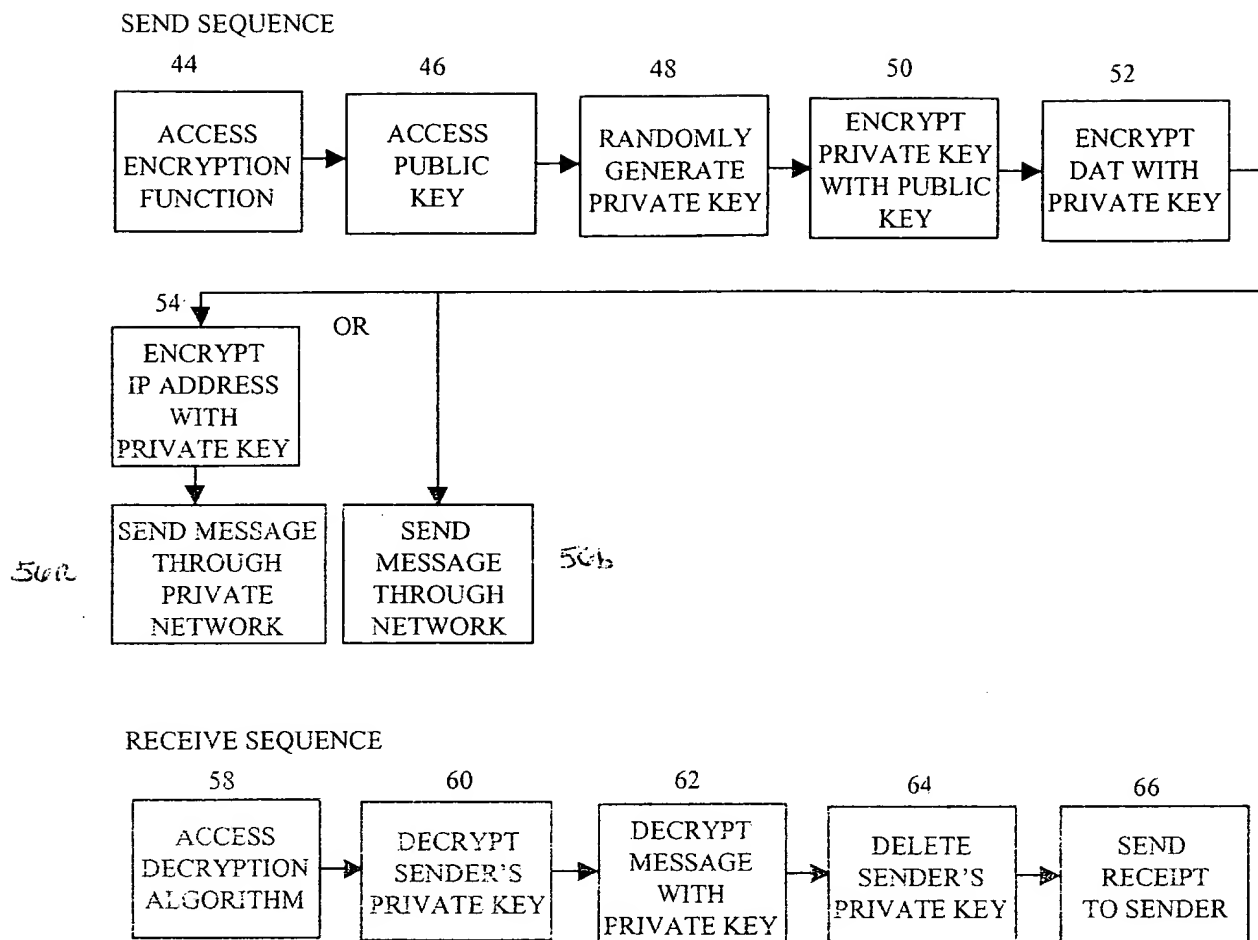 SEND SEQUENCE
44
ACCESS
ENCRYPTION
FUNCTION
46
ACCESS
PUBLIC
KEY
48
RANDOMLY
GENERATE
PRIVATE KEY
50
ENCRYPT
PRIVATE KEY
WITH PUBLIC
KEY
52
ENCRYPT
DAT WITH
PRIVATE KEY
54
ENCRYPT
IP ADDRESS
WITH
PRIVATE KEY
OR
56a
SEND MESSAGE
THROUGH
PRIVATE
NETWORK
SEND
MESSAGE
THROUGH
NETWORK
56b
RECEIVE SEQUENCE
58
ACCESS
DECRYPTION
ALGORITHM
60
DECRYPT
SENDER'S
PRIVATE KEY
62
DECRYPT
MESSAGE
WITH
PRIVATE KEY
64
DELETE
SENDER'S
PRIVATE KEY
66
SEND
RECEIPT
TO SENDER